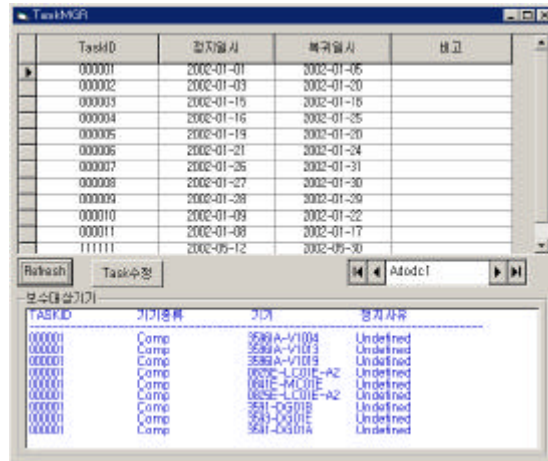 TaskMGR
TaskID 정지일시 복귀일시 비고
000001 2002-01-01 2002-01-05
000002 2002-01-03 2002-01-20
000003 2002-01-15 2002-01-16
000004 2002-01-16 2002-01-25
000005 2002-01-19 2002-01-20
000006 2002-01-21 2002-01-24
000007 2002-01-26 2002-01-31
000008 2002-01-27 2002-01-30
000009 2002-01-28 2002-01-29
000010 2002-01-09 2002-01-22
000011 2002-01-08 2002-01-17
111111 2002-05-12 2002-05-30
Refresh Task수정 Adodc1
보수대상기기
TASKID 기기종류 기기 정지사유
000001 Comp Undefined
000001 Comp Undefined
000001 Comp Undefined
000001 Comp Undefined
000001 Comp Undefined
000001 Comp Undefined
000001 Comp Undefined
000001 Comp Undefined
000001 Comp Undefined